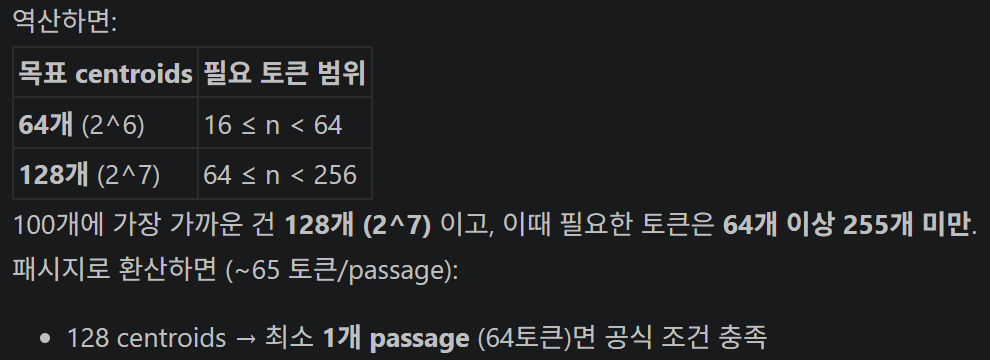 역산하면:
목표 centroids 필요 토큰 범위
64개 (2^6) 16 ≤ n < 64
128개 (2^7) 64 ≤ n < 256
100개에 가장 가까운 건 128개 (2^7) 이고, 이때 필요한 토큰은 64개 이상 255개 미만.
패시지로 환산하면 (~65 토큰/passage):
• 128 centroids → 최소 1개 passage (64토큰)면 공식 조건 충족